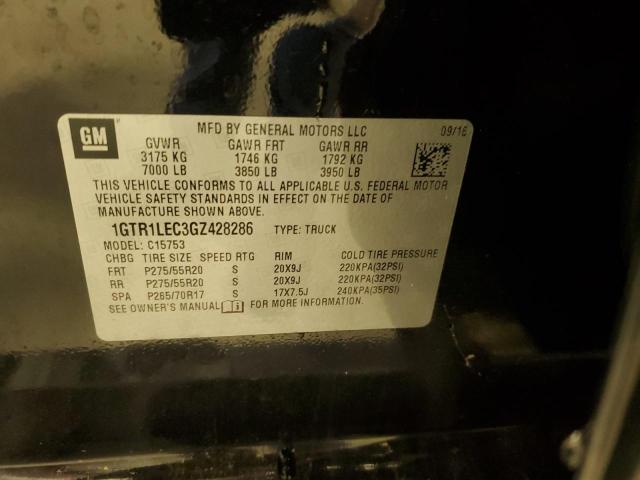 GM
MFD BY GENERAL MOTORS LLC 09/16
GVWR GAWR FRT GAWR RR
3175 KG 1746 KG 1792 KG
7000 LB 3850 LB 3950 LB
THIS VEHICLE CONFORMS TO ALL APPLICABLE U.S. FEDERAL MOTOR
VEHICLE SAFETY STANDARDS IN EFFECT ON THE DATE OF
MANUFACTURE SHOWN ABOVE.
1GTR1LEC3GZ428286 TYPE: TRUCK
MODEL: C15753
CHBG TIRE SIZE SPEED RTG RIM COLD TIRE PRESSURE
FRT P275/55R20 S 20X9J 220KPA(32PSI)
RR P275/55R20 S 20X9J 220KPA(32PSI)
SPA P265/70R17 S 17X7.5J 240KPA(35PSI)
SEE OWNER'S MANUAL